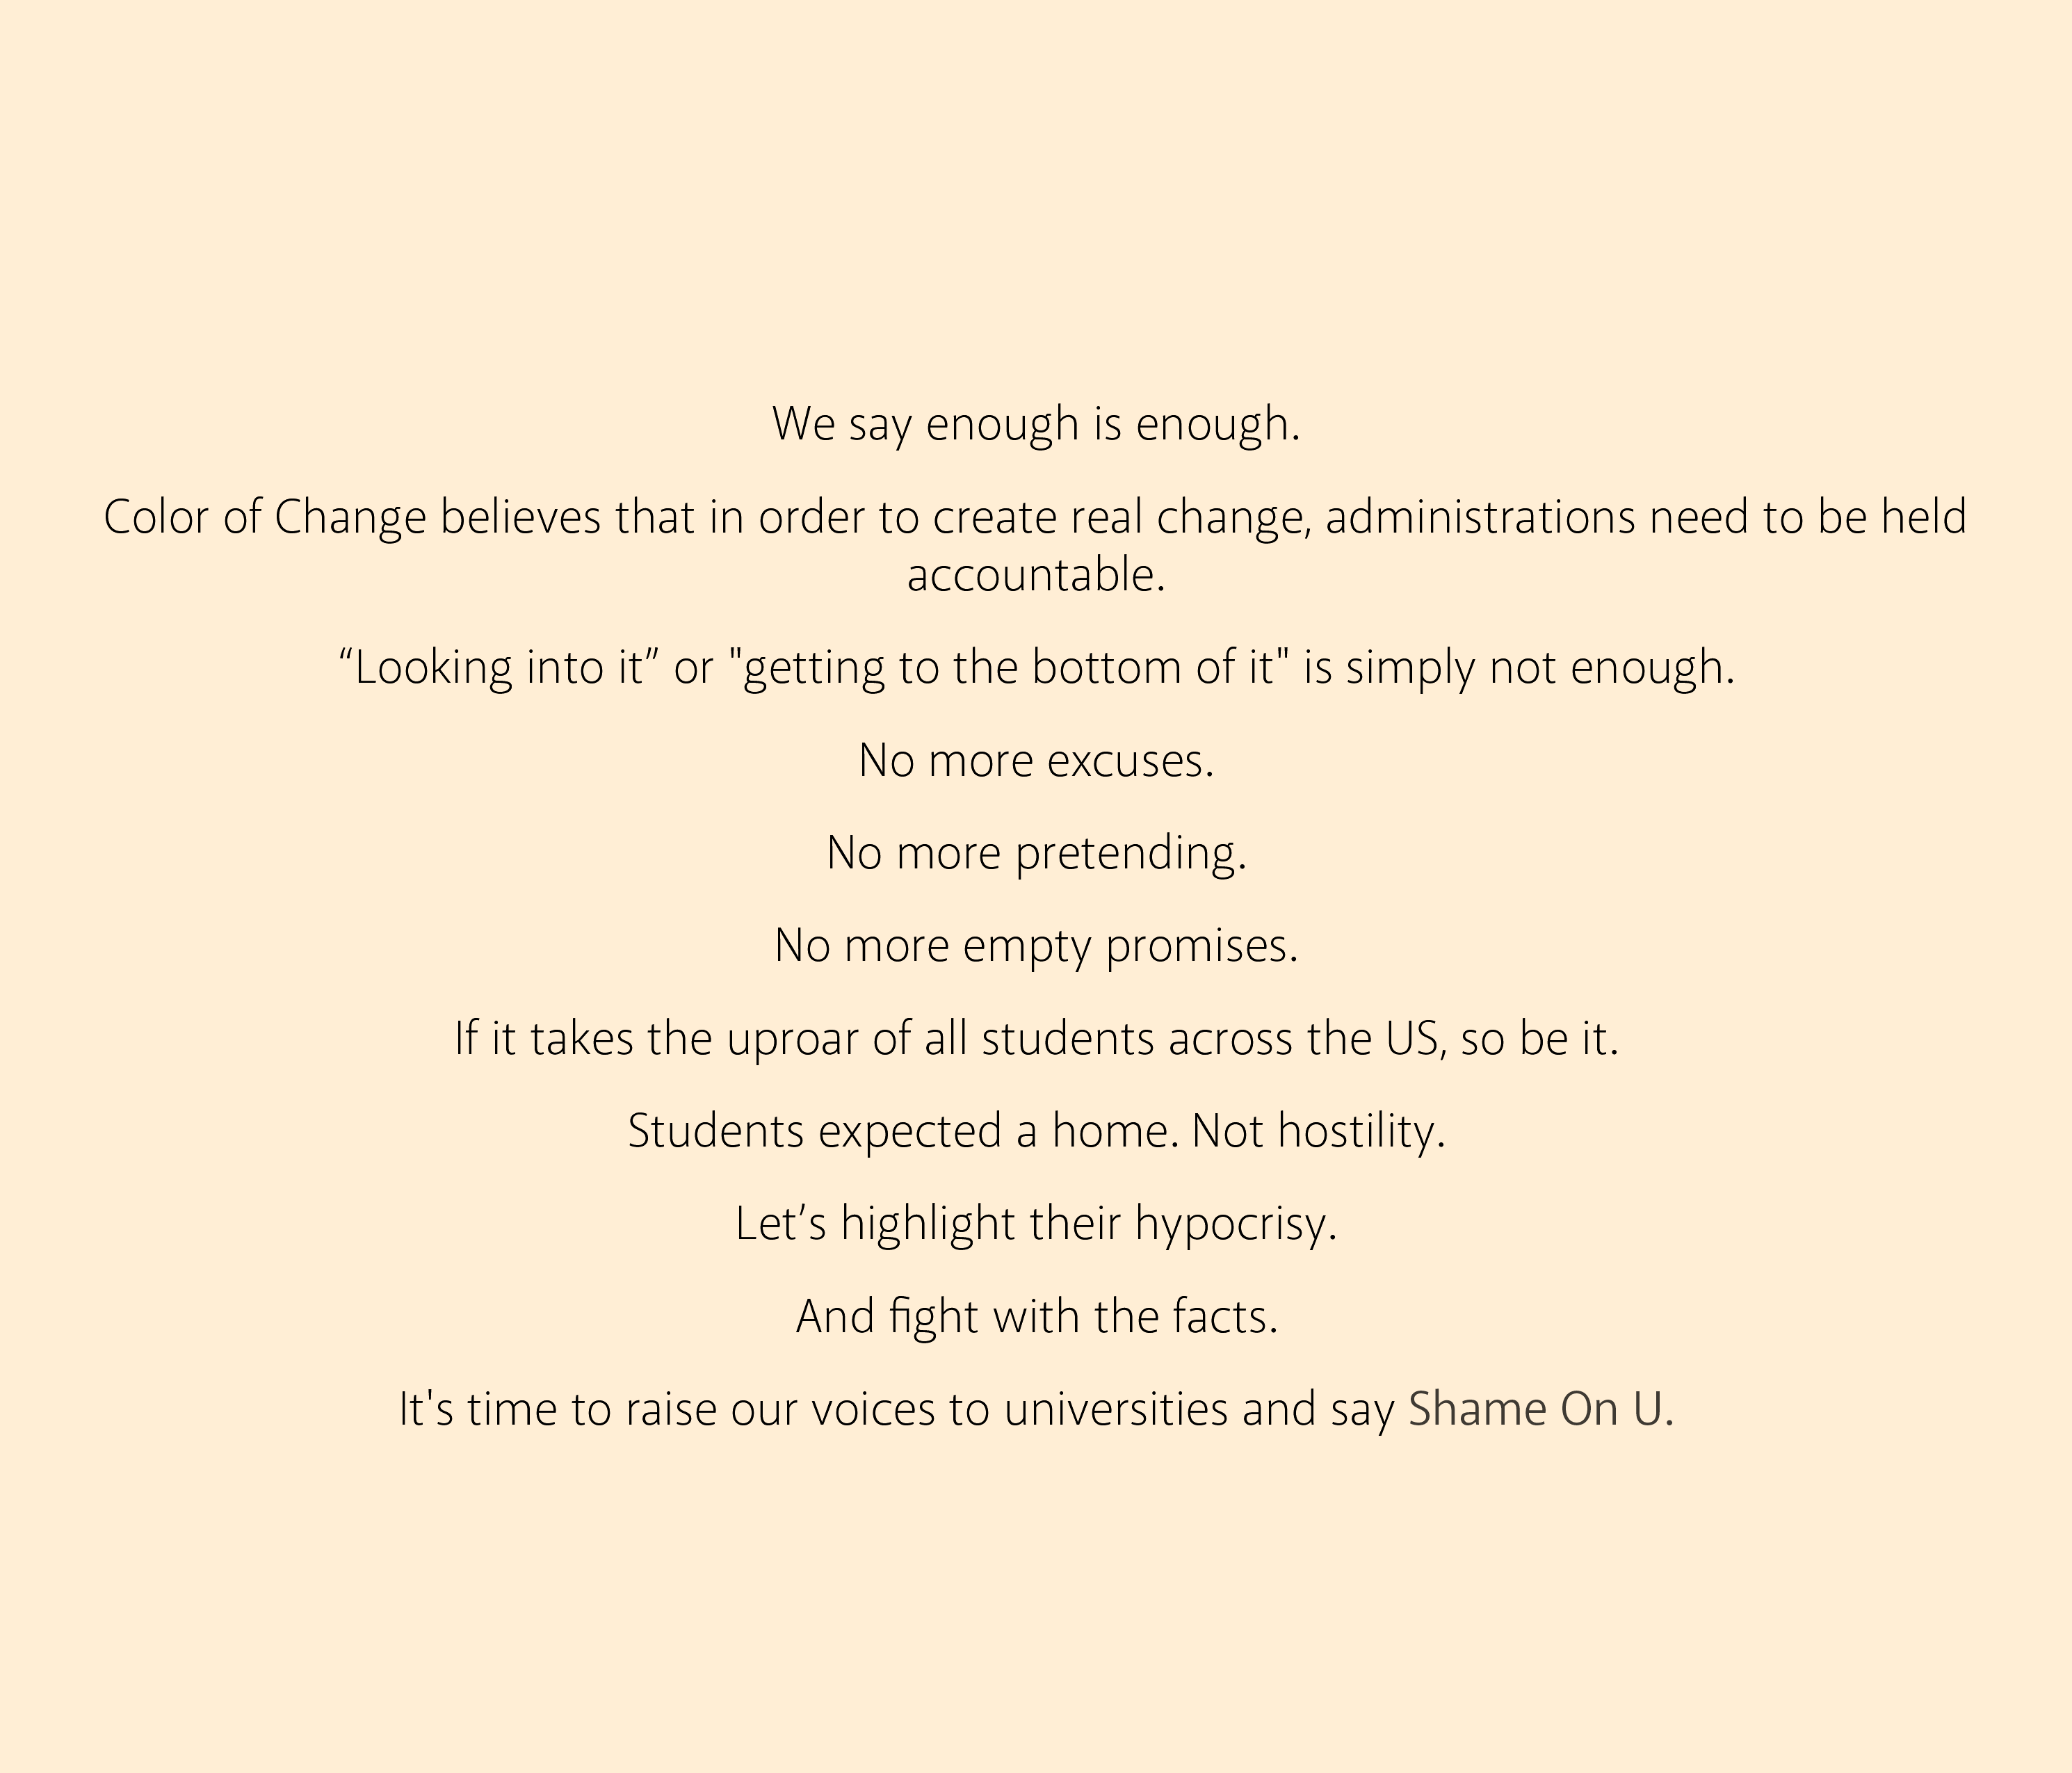 We say enough is enough.
Color of Change believes that in order to create real change, administrations need to be held
accountable.
“Looking into it” or "getting to the bottom of it" is simply not enough.
No more excuses.
No more pretending.
No more empty promises.
If it takes the uproar of all students across the US, so be it.
Students expected a home. Not hostility.
Let’s highlight their hypocrisy.
And fight with the facts.
It's time to raise our voices to universities and say Shame On U.